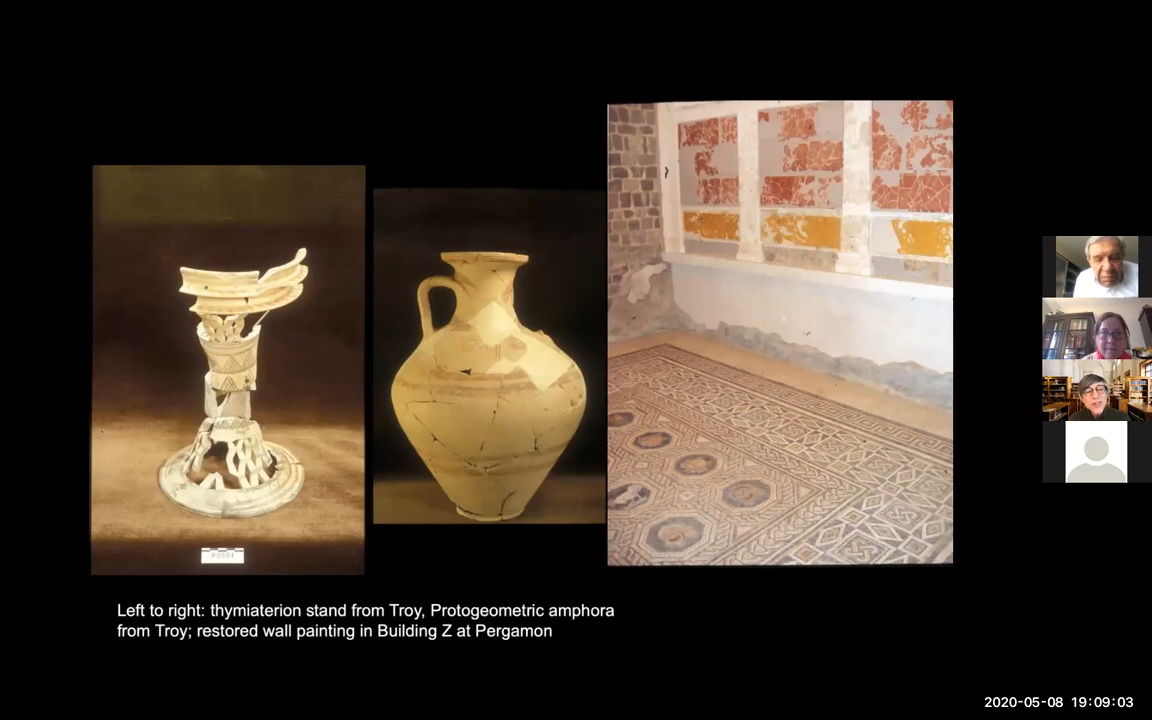 P0684
Left to right: thymiaterion stand from Troy, Protogeometric amphora
from Troy; restored wall painting in Building Z at Pergamon
2020-05-08 19:09:03